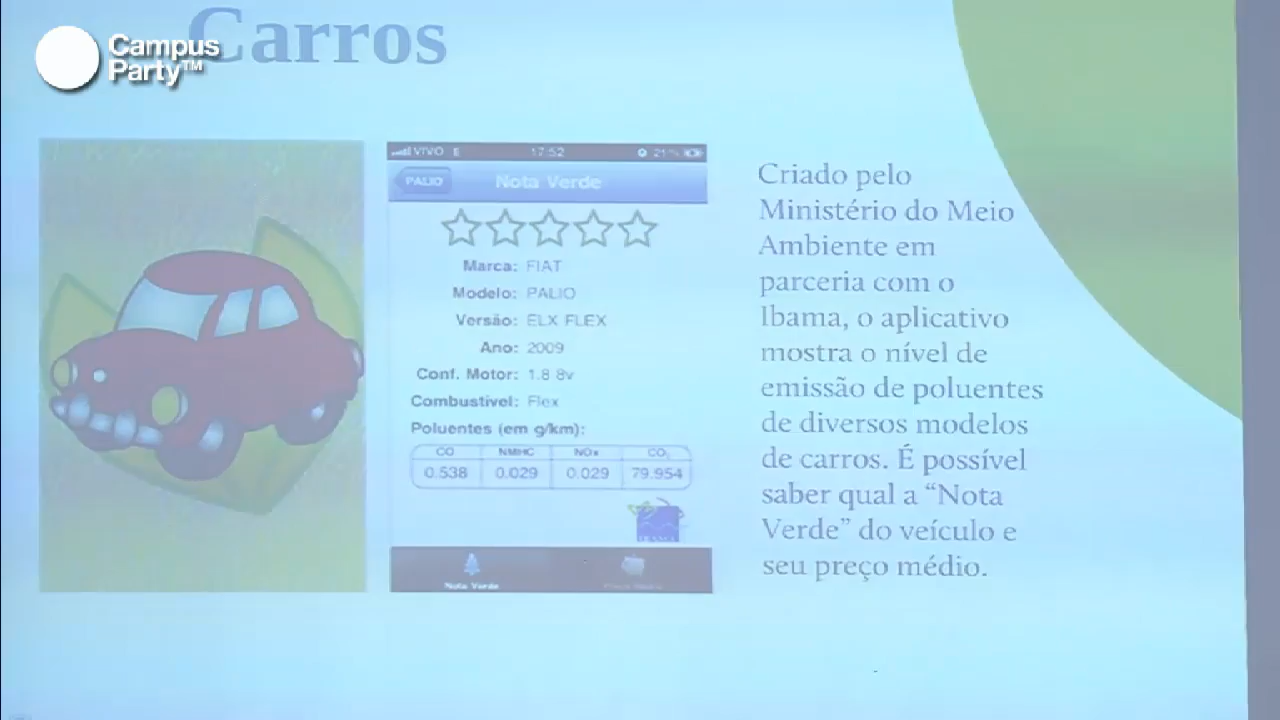 Carros
Campus
Party™
VIVO
17:52
21%
PALIO
Nota Verde
Marca: FIAT
Modelo: PALIO
Versão: ELX FLEX
Ano: 2009
Conf. Motor: 1.8 8v
Combustível: Flex
Poluentes (em g/km):
CO NMHC NOx CO₂
0.538 0.029 0.029 79.954
Nota Verde
Criado pelo
Ministério do Meio
Ambiente em
parceria com o
Ibama, o aplicativo
mostra o nível de
emissão de poluentes
de diversos modelos
de carros. É possível
saber qual a “Nota
Verde” do veículo e
seu preço médio.